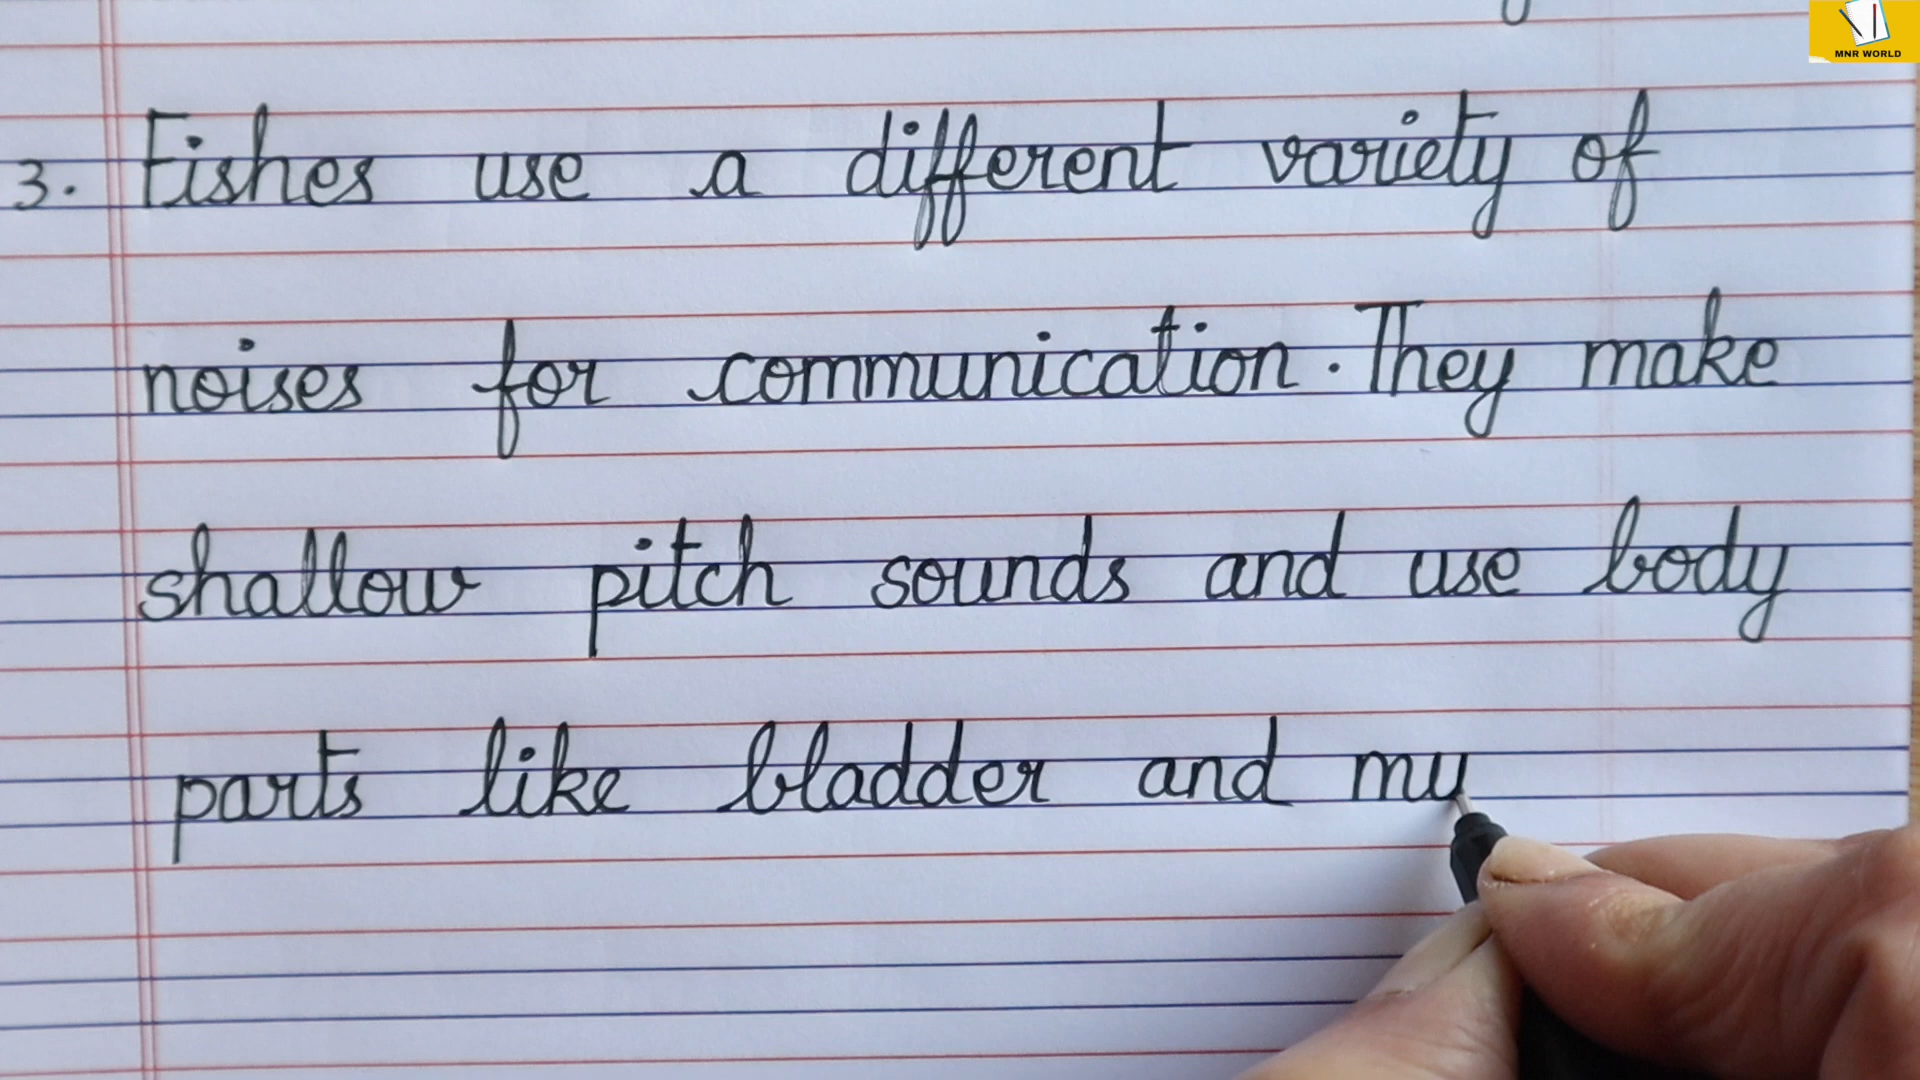 MNR WORLD
3. Fishes use a different variety of
noises for communication. They make
shallow pitch sounds and use body
parts like bladder and mu